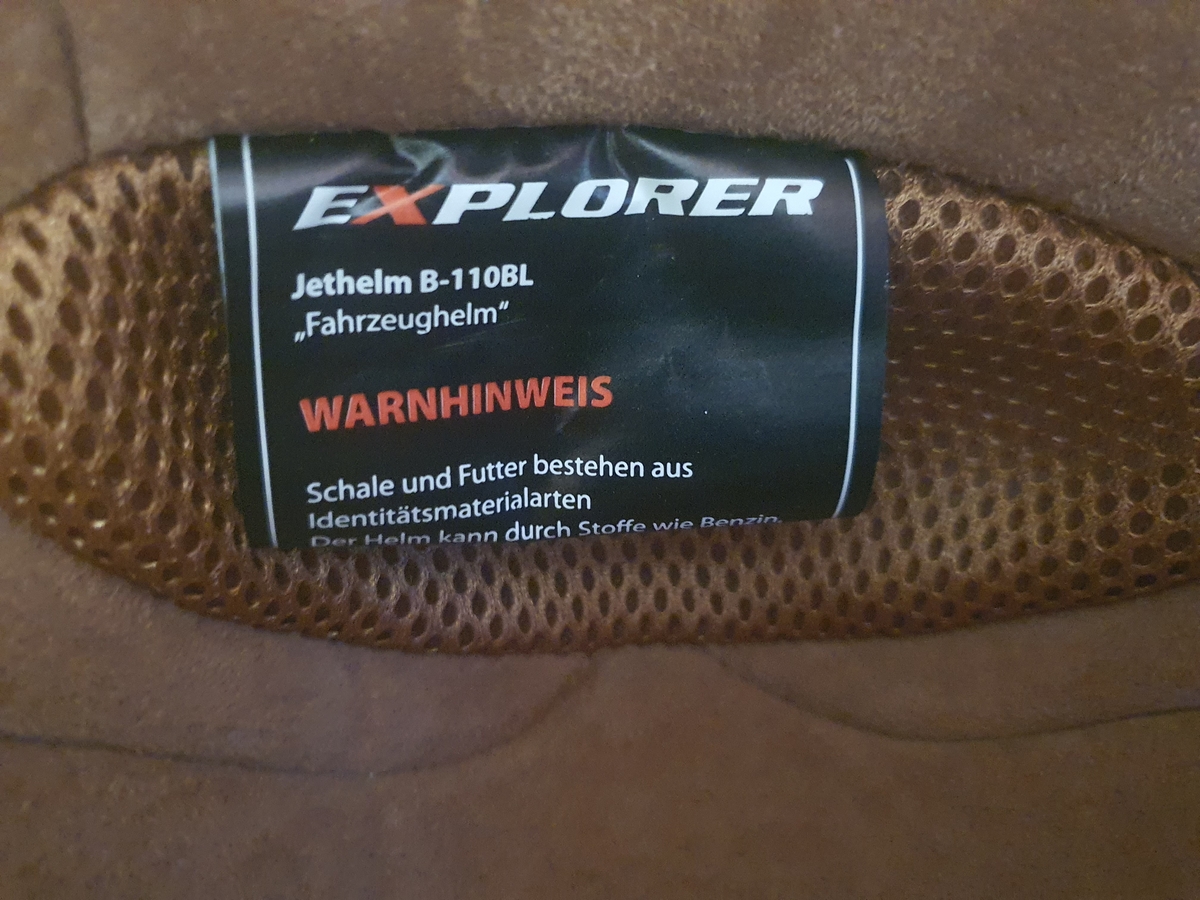 EXPLORER
Jethelm B-110BL
„Fahrzeughelm“
WARNHINWEIS
Schale und Futter bestehen aus
Identitätsmaterialarten
Der Helm kann durch Stoffe wie Benzin,